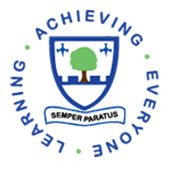 LEARNING · ACHIEVING · EVERYONE ·
SEMPER PARATUS